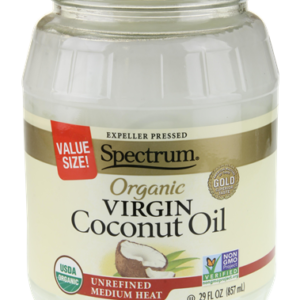 EXPELLER PRESSED
VALUE
SIZE!
Spectrum®
Organic
GOLD
VIRGIN
Coconut Oil
USDA
ORGANIC
UNREFINED
MEDIUM HEAT
NON
GMO
VERIFIED
29 FL OZ (857 mL)